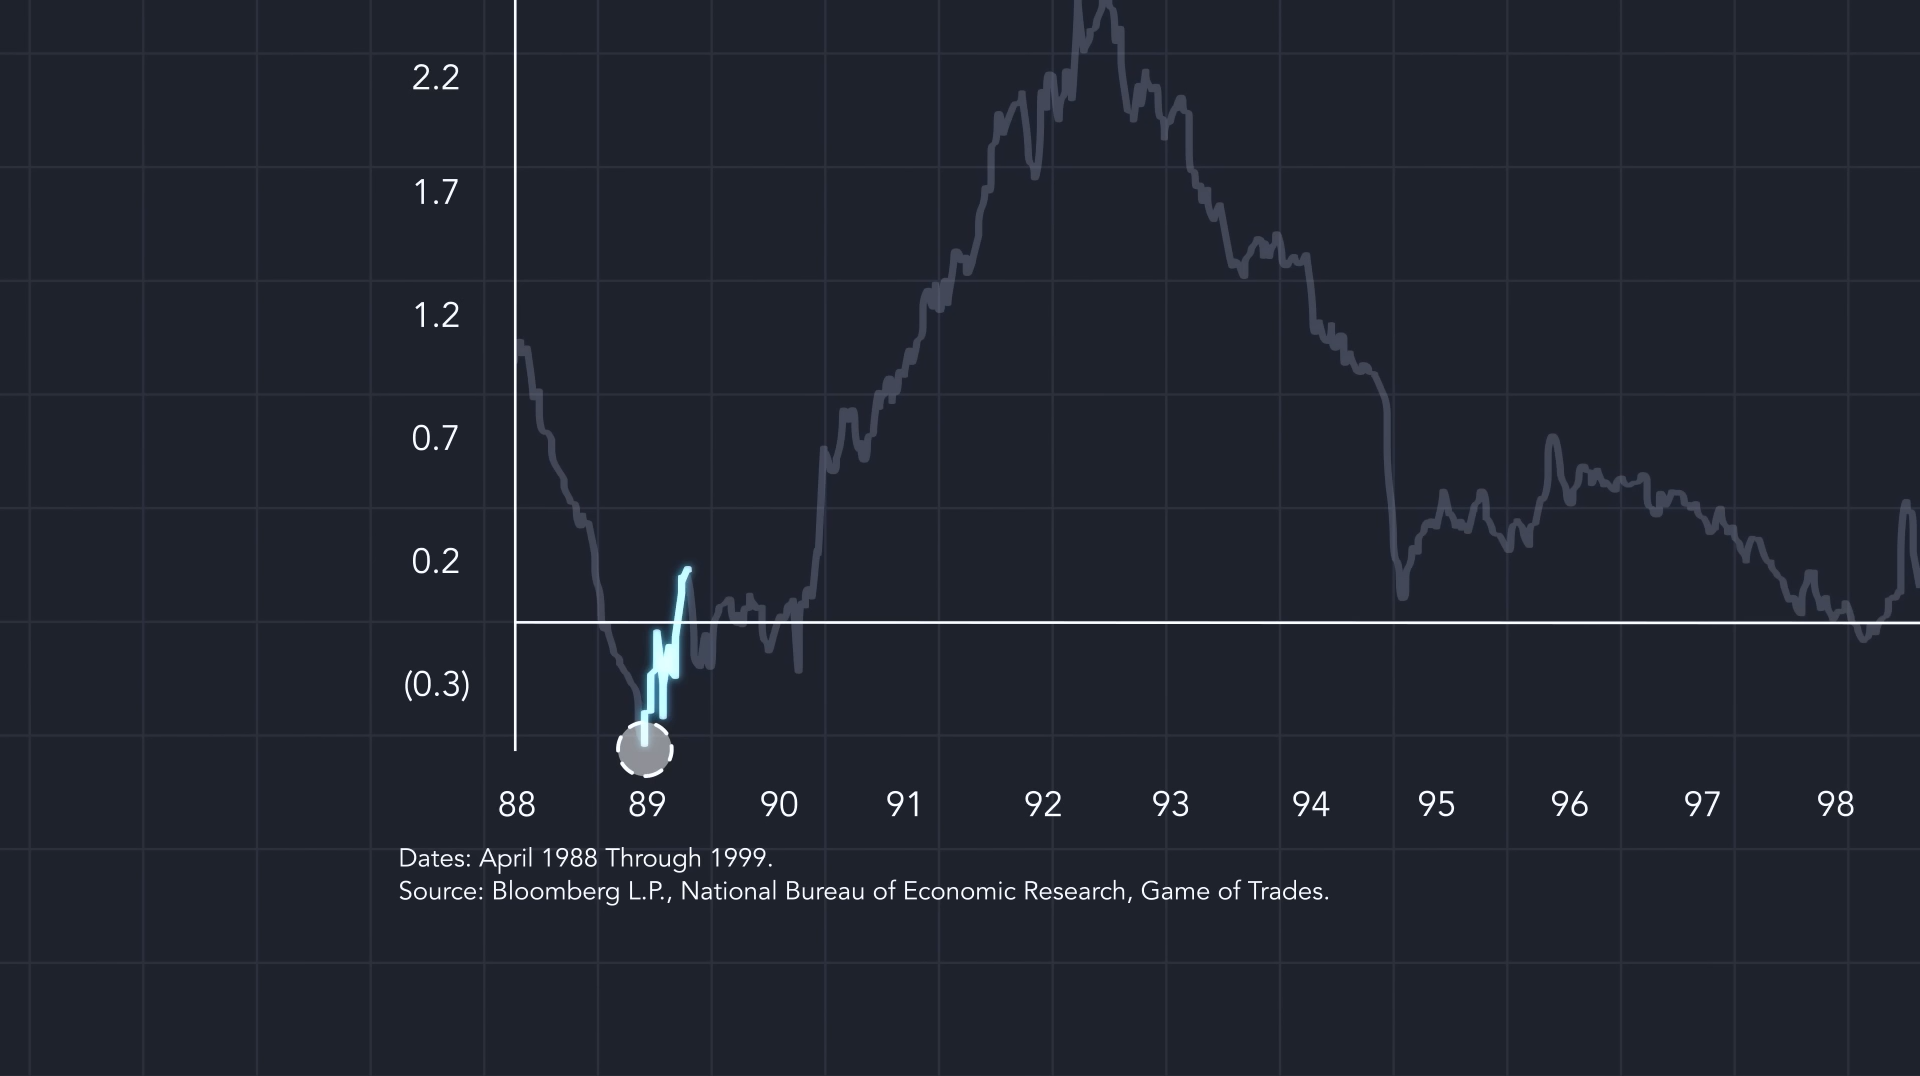 2.2
1.7
1.2
0.7
0.2
(0.3)
88 89 90 91 92 93 94 95 96 97 98
Dates: April 1988 Through 1999.
Source: Bloomberg L.P., National Bureau of Economic Research, Game of Trades.